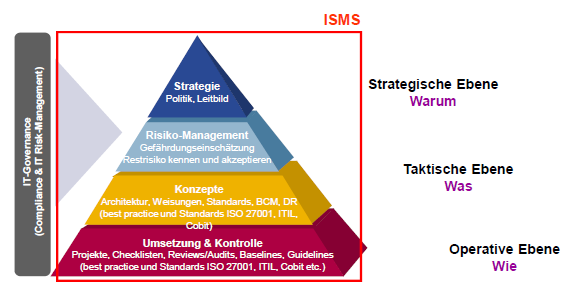 ISMS
IT-Governance
(Compliance & IT Risk-Management)
Strategie
Politik, Leitbild
Strategische Ebene
Warum
Risiko-Management
Gefährdungseinschätzung
Restrisiko kennen und akzeptieren
Taktische Ebene
Was
Konzepte
Architektur, Weisungen, Standards, BCM, DR
(best practice und Standards ISO 27001, ITIL,
Cobit)
Umsetzung & Kontrolle
Projekte, Checklisten, Reviews/Audits, Baselines, Guidelines
(best practice und Standards ISO 27001, ITIL, Cobit etc.)
Operative Ebene
Wie